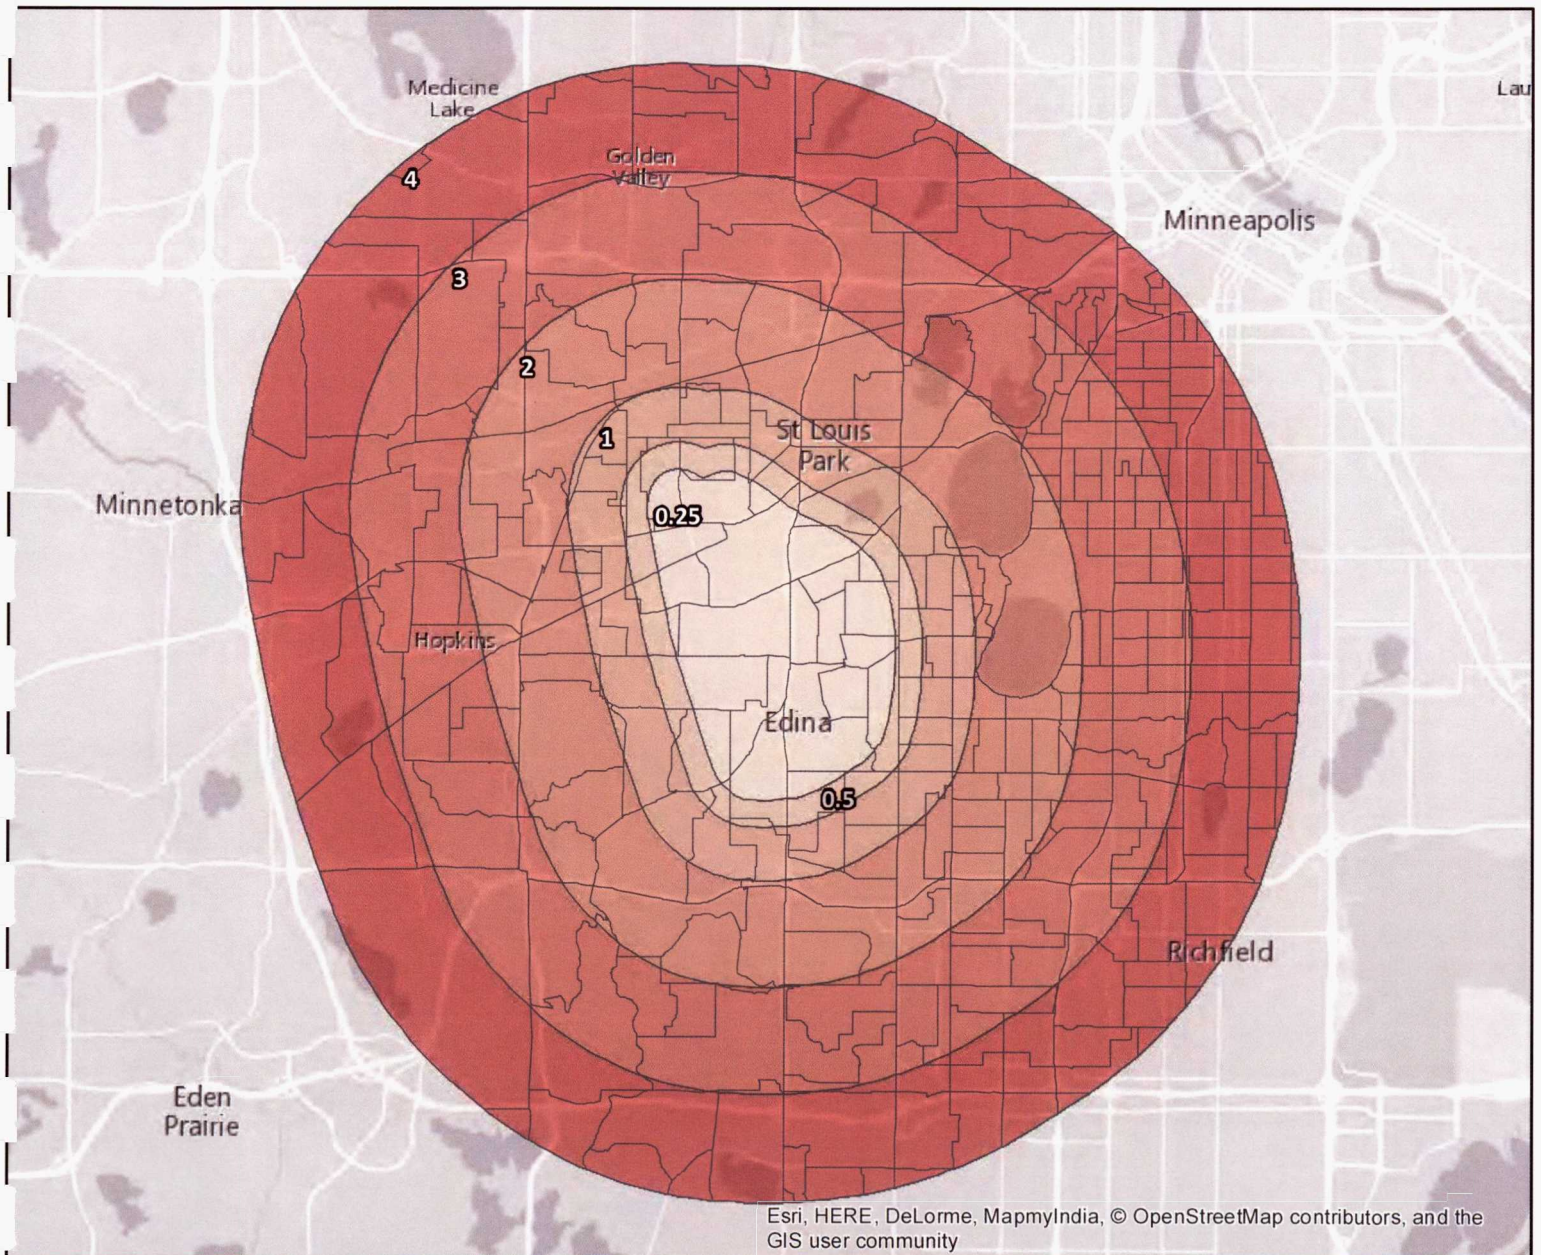 Medicine
Lake
Lau
4
Golden
Valley
Minneapolis
3
2
1
St Louis
Park
Minnetonka
0.25
Hopkins
Edina
0.5
Richfield
Eden
Prairie
Esri, HERE, DeLorme, MapmyIndia, © OpenStreetMap contributors, and the
GIS user community